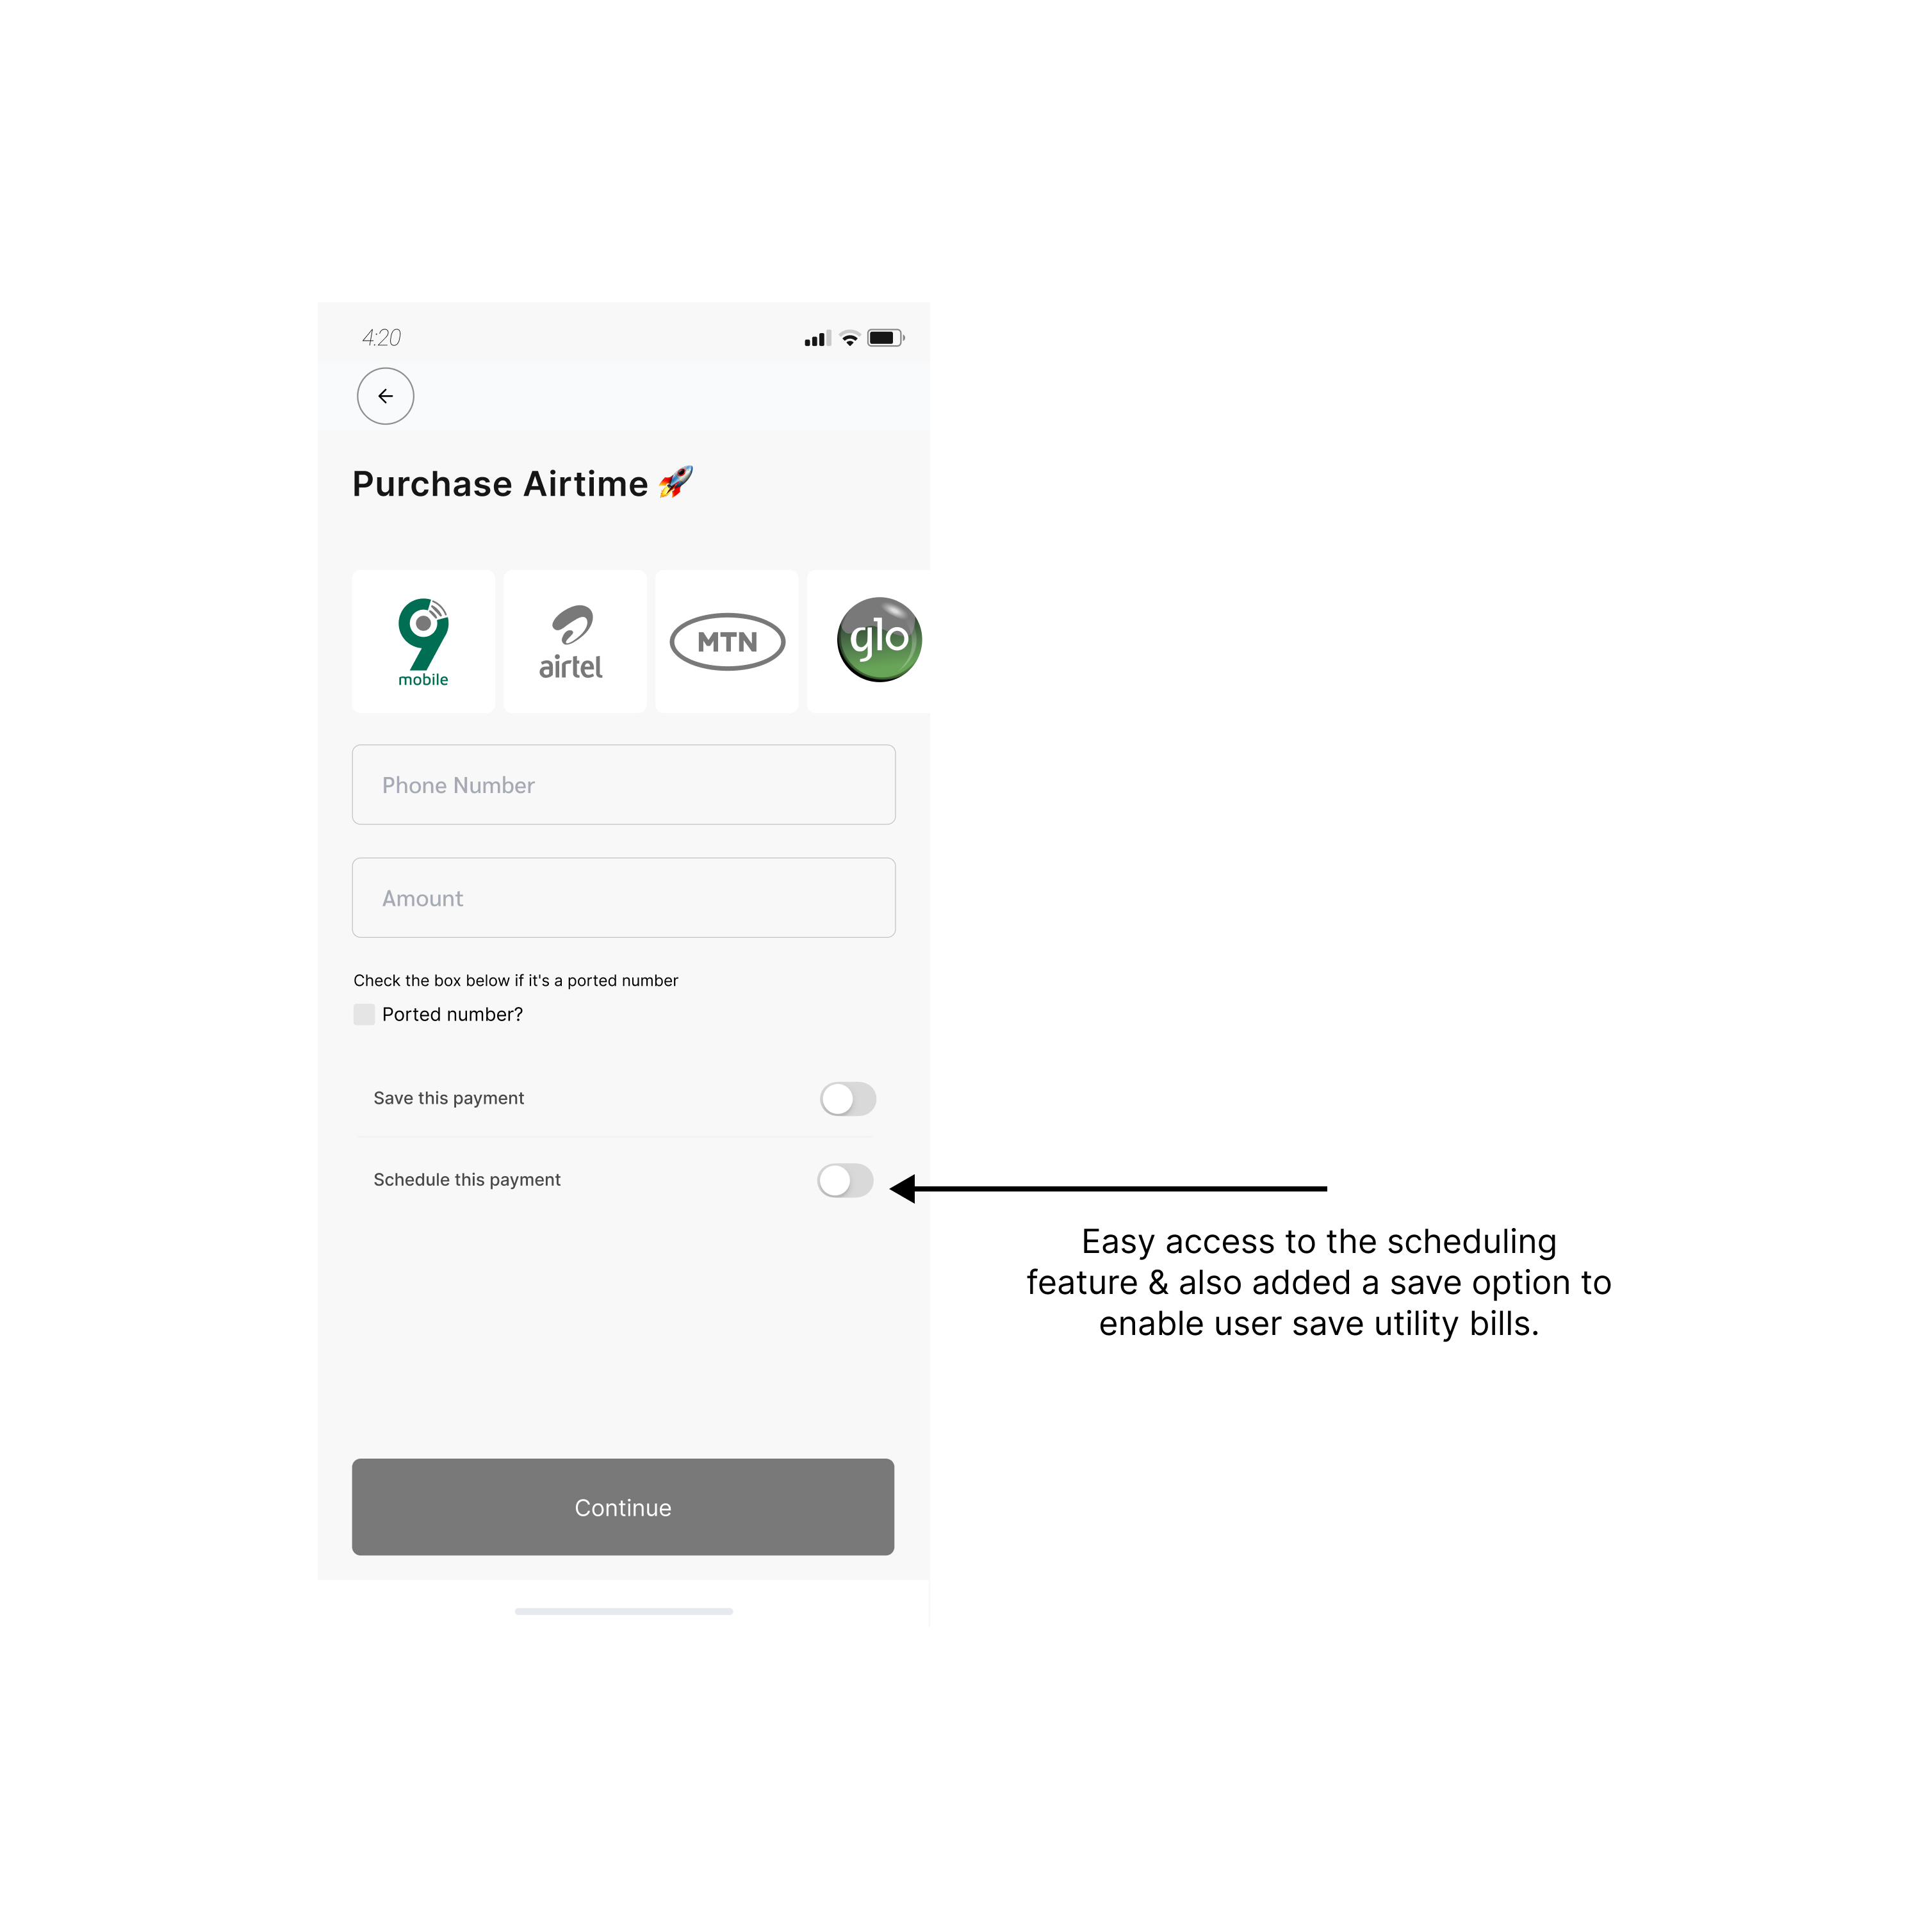 4:20
Purchase Airtime 🚀
9
mobile
airtel
MTN
glo
Phone Number
Amount
Check the box below if it's a ported number
Ported number?
Save this payment
Schedule this payment
Easy access to the scheduling
feature & also added a save option to
enable user save utility bills.
Continue